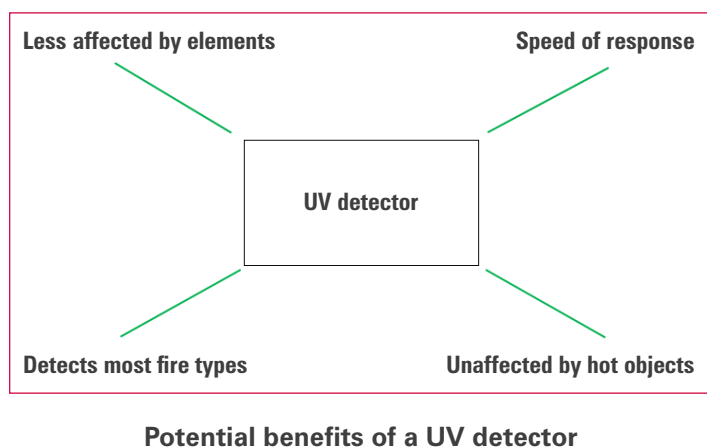 Less affected by elements
Speed of response
UV detector
Detects most fire types
Unaffected by hot objects
Potential benefits of a UV detector